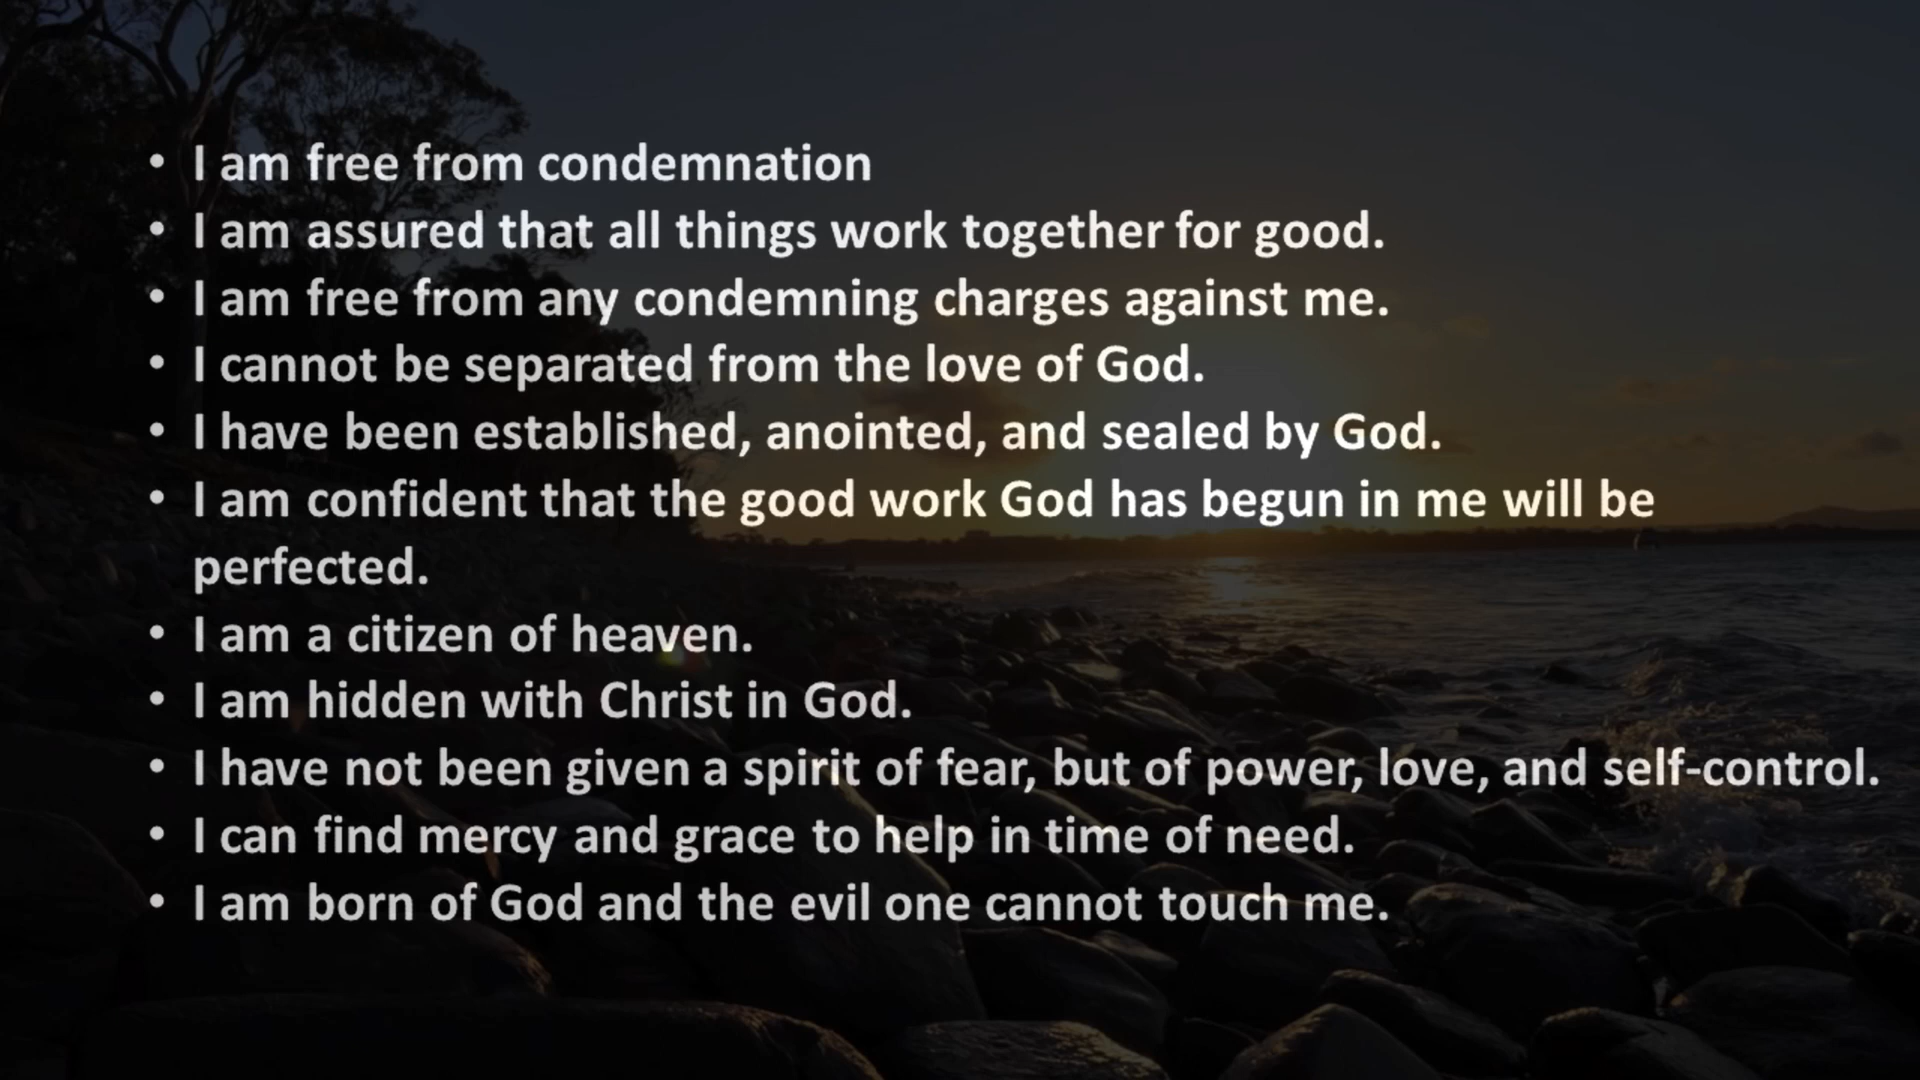 • I am free from condemnation
• I am assured that all things work together for good.
• I am free from any condemning charges against me.
• I cannot be separated from the love of God.
• I have been established, anointed, and sealed by God.
• I am confident that the good work God has begun in me will be
perfected.
• I am a citizen of heaven.
• I am hidden with Christ in God.
• I have not been given a spirit of fear, but of power, love, and self-control.
• I can find mercy and grace to help in time of need.
• I am born of God and the evil one cannot touch me.